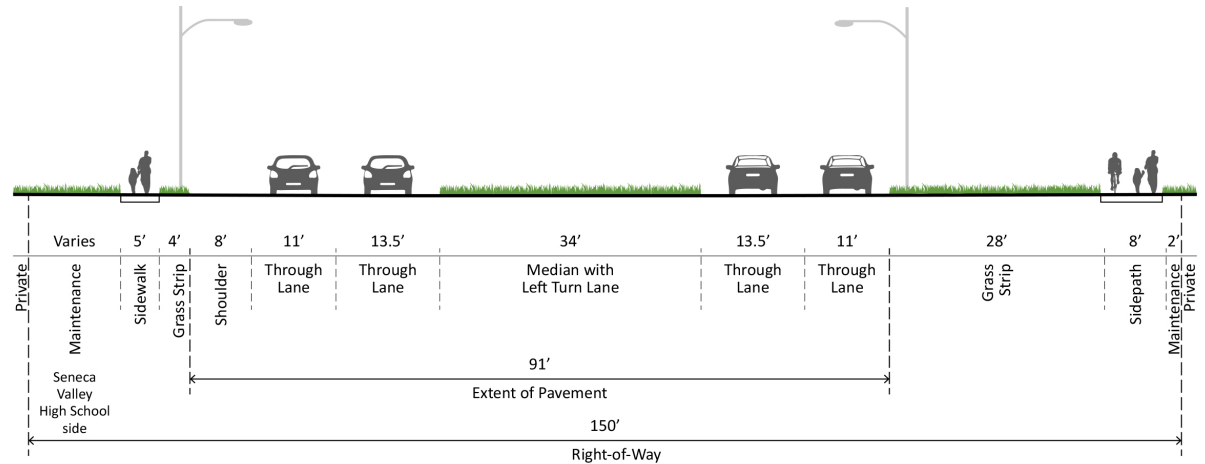 Varies
5’
4’
8’
11’
13.5’
34’
13.5’
11’
28’
8’
2’
Private
Maintenance
Sidewalk
Grass Strip
Shoulder
Through
Lane
Through
Lane
Median with
Left Turn Lane
Through
Lane
Through
Lane
Grass
Strip
Sidepath
Maintenance
Private
91’
Extent of Pavement
Seneca
Valley
High School
side
150’
Right-of-Way